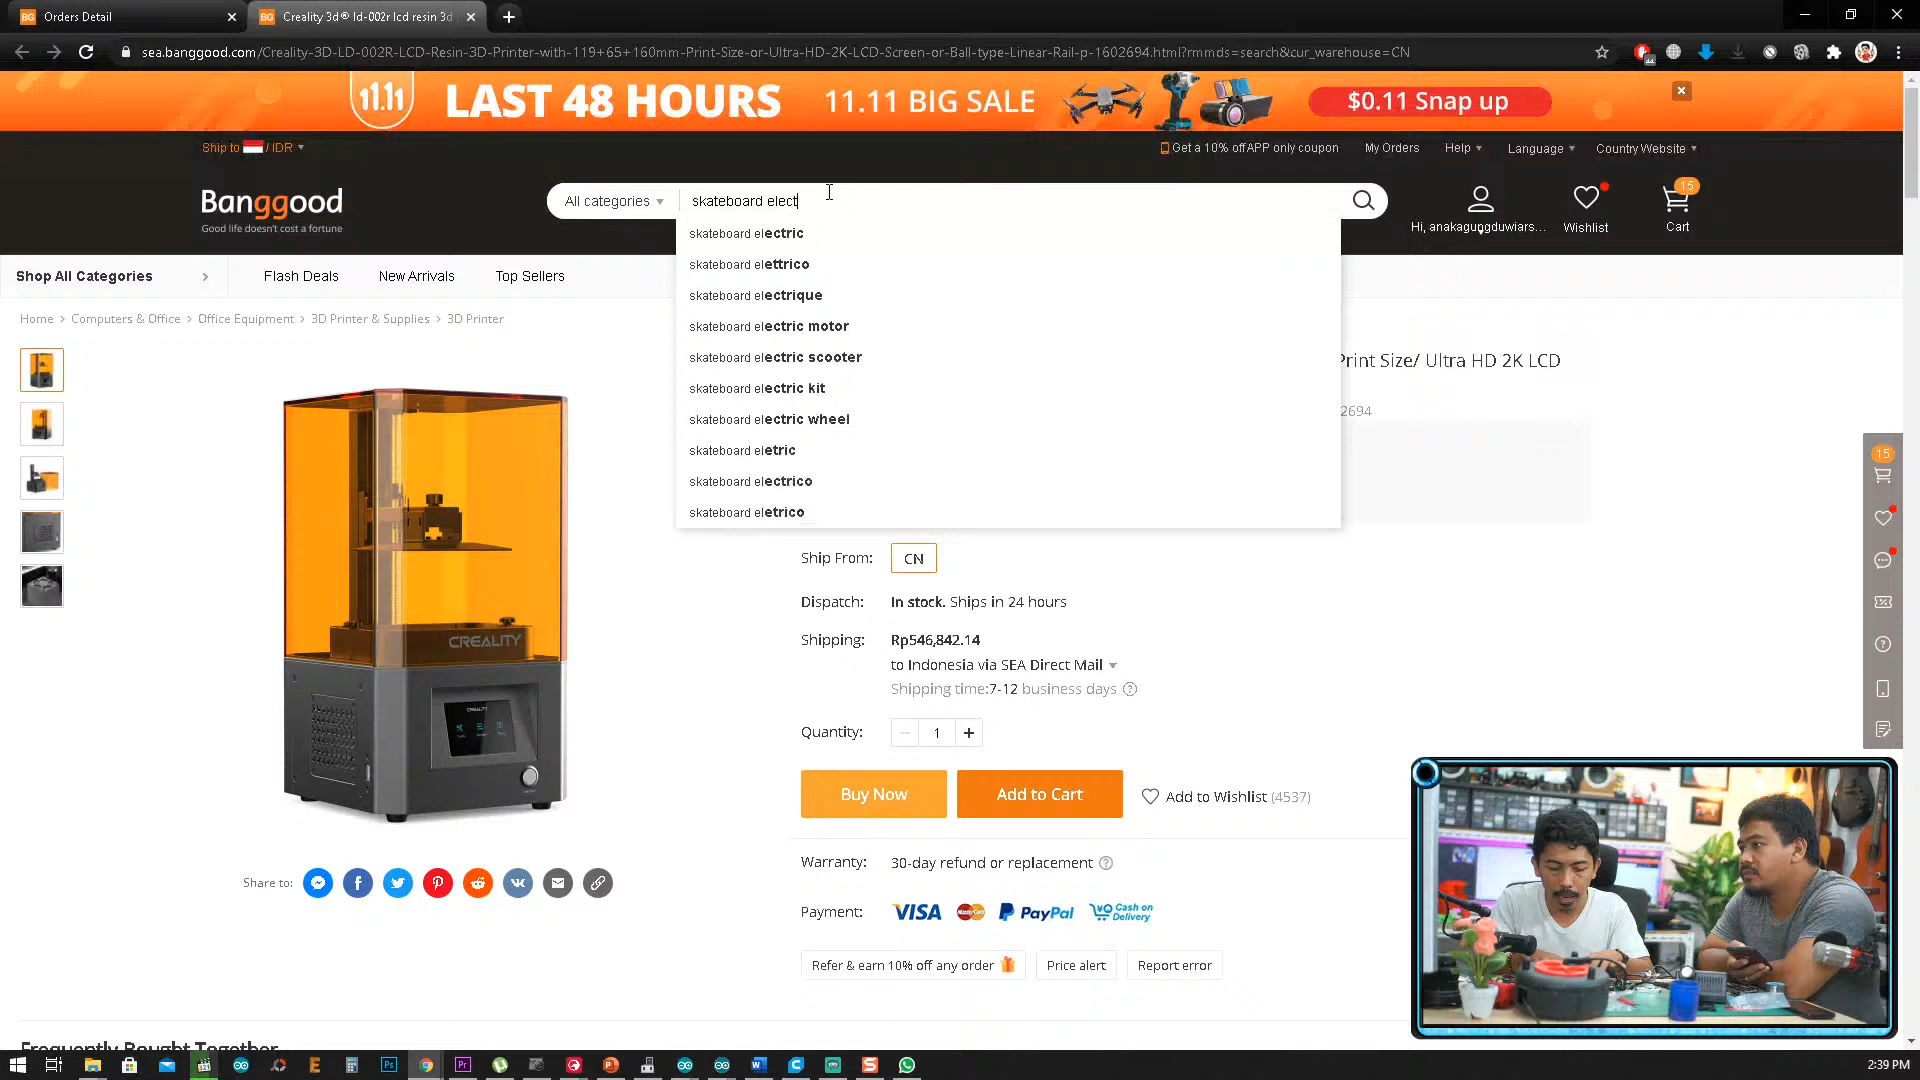 Orders Detail
Creality 3d® ld-002r lcd resin 3d
sea.banggood.com/Creality-3D-LD-002R-LCD-Resin-3D-Printer-with-119+65+160mm-Print-Size-or-Ultra-HD-2K-LCD-Screen-or-Ball-type-Linear-Rail-p-1602694.html?rmmds=search&cur_warehouse=CN
11.11 LAST 48 HOURS 11.11 BIG SALE $0.11 Snap up
Ship to / IDR
Get a 10% off APP only coupon My Orders Help Language Country Website
Banggood
Good life doesn't cost a fortune
All categories skateboard elect
15
Hi, anakagungduwiars... Wishlist Cart
skateboard electric
skateboard elettrico
skateboard electrique
skateboard electric motor
skateboard electric scooter
skateboard electric kit
skateboard electric wheel
skateboard eletric
skateboard electrico
skateboard eletrico
Shop All Categories Flash Deals New Arrivals Top Sellers
Home > Computers & Office > Office Equipment > 3D Printer & Supplies > 3D Printer
Print Size/ Ultra HD 2K LCD
2694
15
CREALITY
CREALITY
Ship From: CN
Dispatch: In stock. Ships in 24 hours
Shipping: Rp546,842.14
to Indonesia via SEA Direct Mail
Shipping time:7-12 business days
Quantity: 1
Buy Now Add to Cart Add to Wishlist (4537)
Warranty: 30-day refund or replacement
Share to:
Payment: VISA MasterCard PayPal Cash on Delivery
Refer & earn 10% off any order Price alert Report error
Frequently Bought Together
2:39 PM